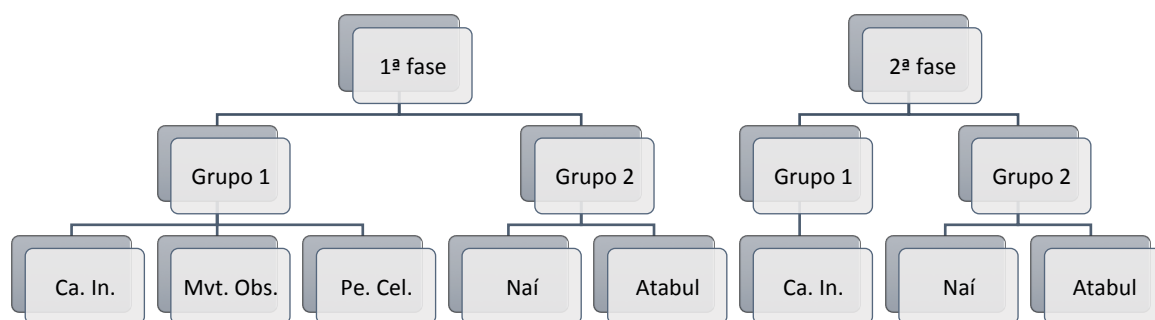 1ª fase
2ª fase
Grupo 1
Grupo 2
Grupo 1
Grupo 2
Ca. In.
Mvt. Obs.
Pe. Cel.
Naí
Atabul
Ca. In.
Naí
Atabul